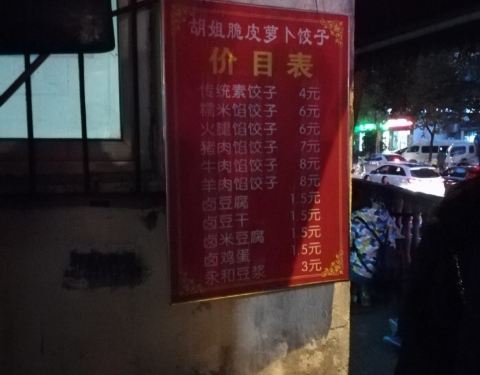 胡姐脆皮萝卜饺子
价目表
传统素饺子 4元
糯米馅饺子 6元
火腿馅饺子 6元
猪肉馅饺子 7元
牛肉馅饺子 8元
羊肉馅饺子 8元
卤豆腐 1.5元
卤豆干 1.5元
卤米豆腐 1.5元
卤鸡蛋 1.5元
永和豆浆 3元